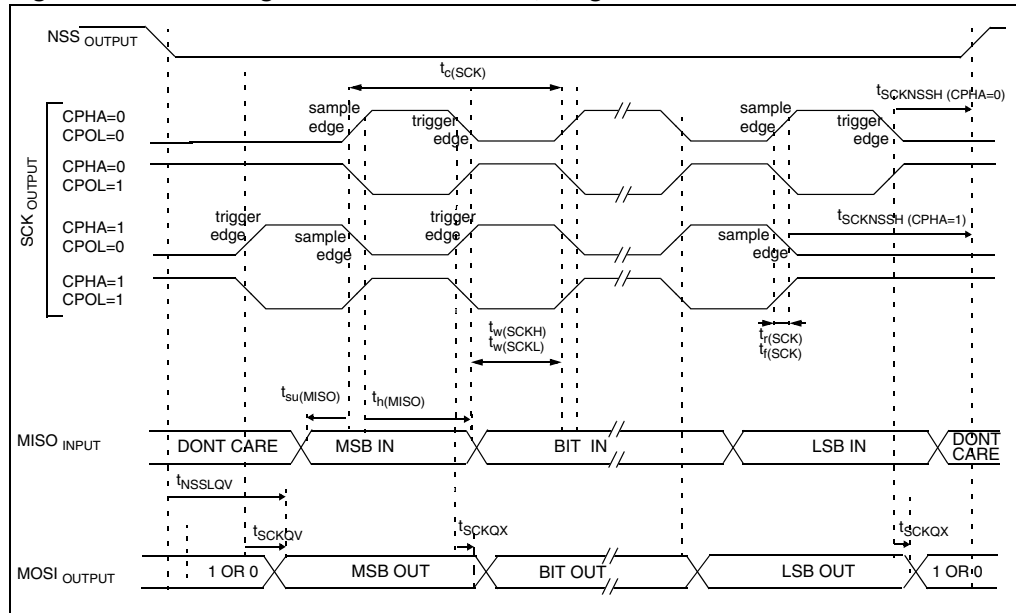 NSS OUTPUT
tc(SCK)
tSCKNSSH (CPHA=0)
sample edge
trigger edge
sample edge
trigger edge
CPHA=0
CPOL=0
CPHA=0
CPOL=1
SCK OUTPUT
trigger edge
sample edge
trigger edge
sample edge
tSCKNSSH (CPHA=1)
CPHA=1
CPOL=0
CPHA=1
CPOL=1
tw(SCKH)
tw(SCKL)
tr(SCK)
tf(SCK)
tsu(MISO)
th(MISO)
MISO INPUT
DONT CARE
MSB IN
BIT IN
LSB IN
DONT CARE
tNSSLQV
tSCKQV
tSCKQX
tSCKQX
MOSI OUTPUT
1 OR 0
MSB OUT
BIT OUT
LSB OUT
1 OR 0